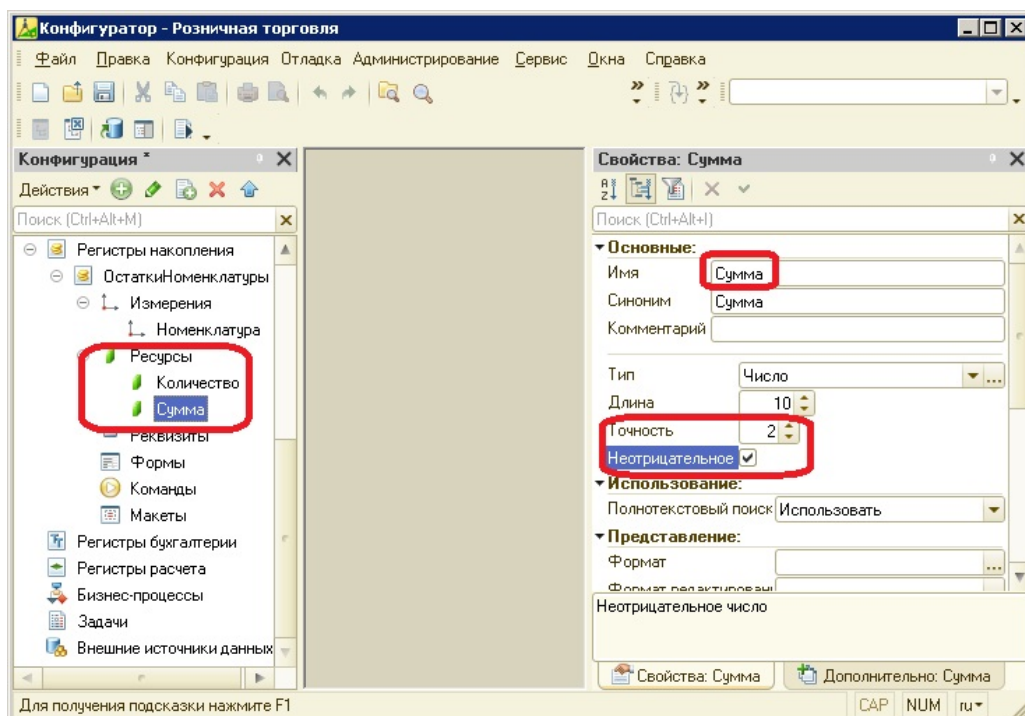 Конфигуратор - Розничная торговля
Файл Правка Конфигурация Отладка Администрирование Сервис Окна Справка
Конфигурация *
Действия
Поиск (Ctrl+Alt+M)
Регистры накопления
ОстаткиНоменклатуры
Измерения
Номенклатура
Ресурсы
Количество
Сумма
Реквизиты
Формы
Команды
Макеты
Регистры бухгалтерии
Регистры расчета
Бизнес-процессы
Задачи
Внешние источники данных
Свойства: Сумма
Поиск (Ctrl+Alt+I)
Основные:
Имя Сумма
Синоним Сумма
Комментарий
Тип Число ...
Длина 10
Точность 2
Неотрицательное
Использование:
Полнотекстовый поиск Использовать
Представление:
Формат ...
Формат
Неотрицательное число
Свойства: Сумма Дополнительно: Сумма
Для получения подсказки нажмите F1 CAP NUM ru